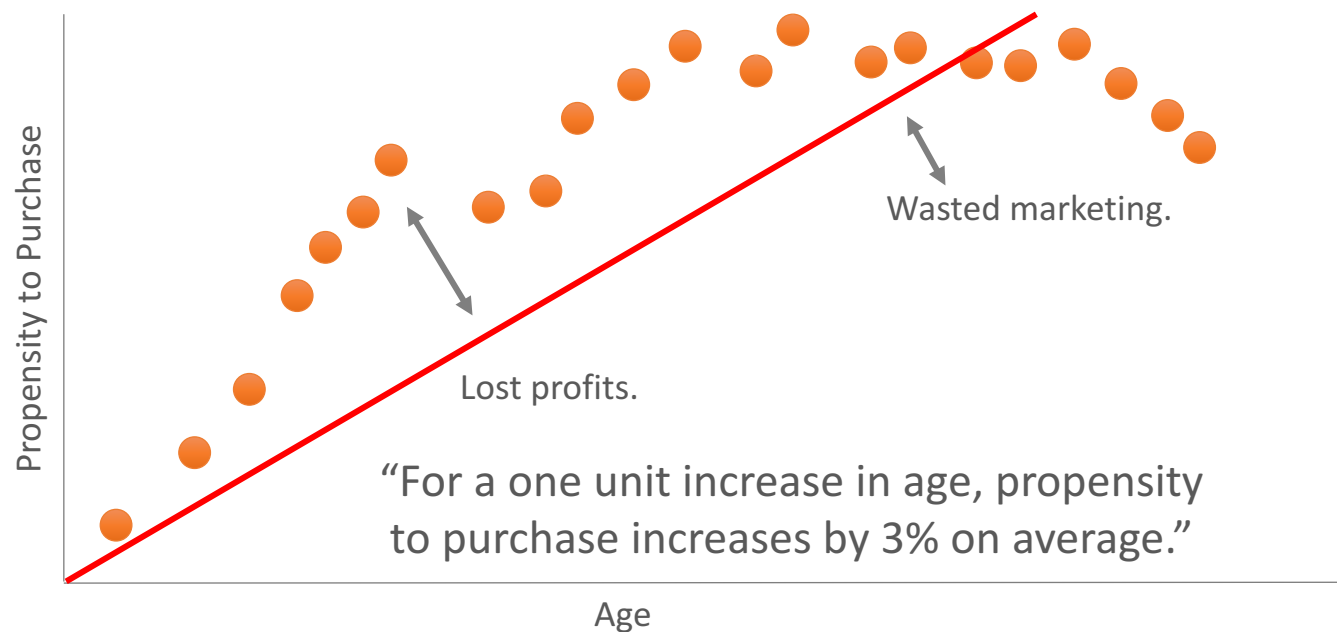 Propensity to Purchase
Wasted marketing.
Lost profits.
“For a one unit increase in age, propensity
to purchase increases by 3% on average.”
Age